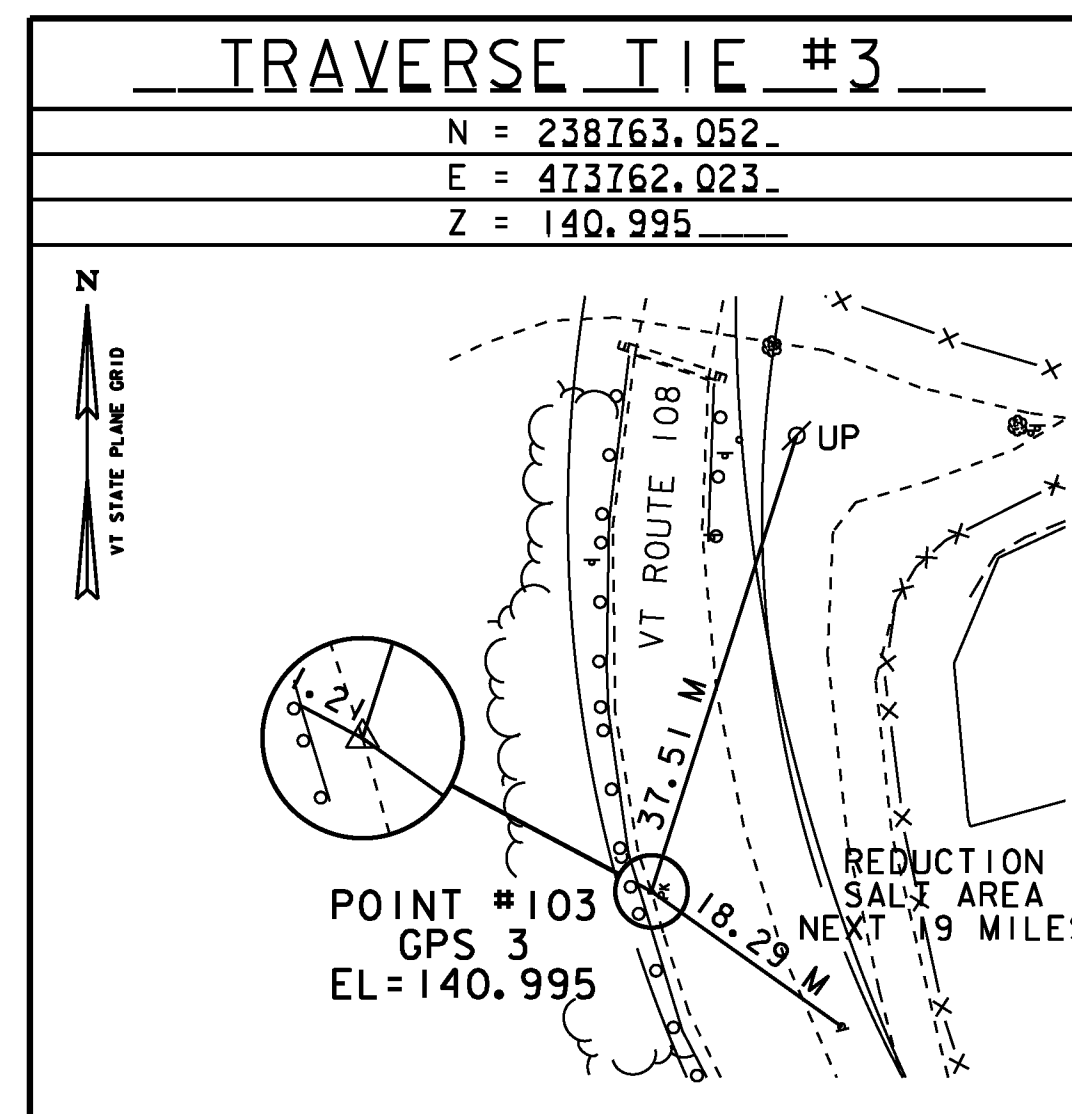 TRAVERSE TIE #3
N = 238763.052
E = 473762.023
Z = 140.995
N
VT STATE PLANE GRID
VT ROUTE 108
UP
37.51 M
PK
18.29 M
POINT #103
GPS 3
EL=140.995
REDUCTION
SALT AREA
NEXT 19 MILES